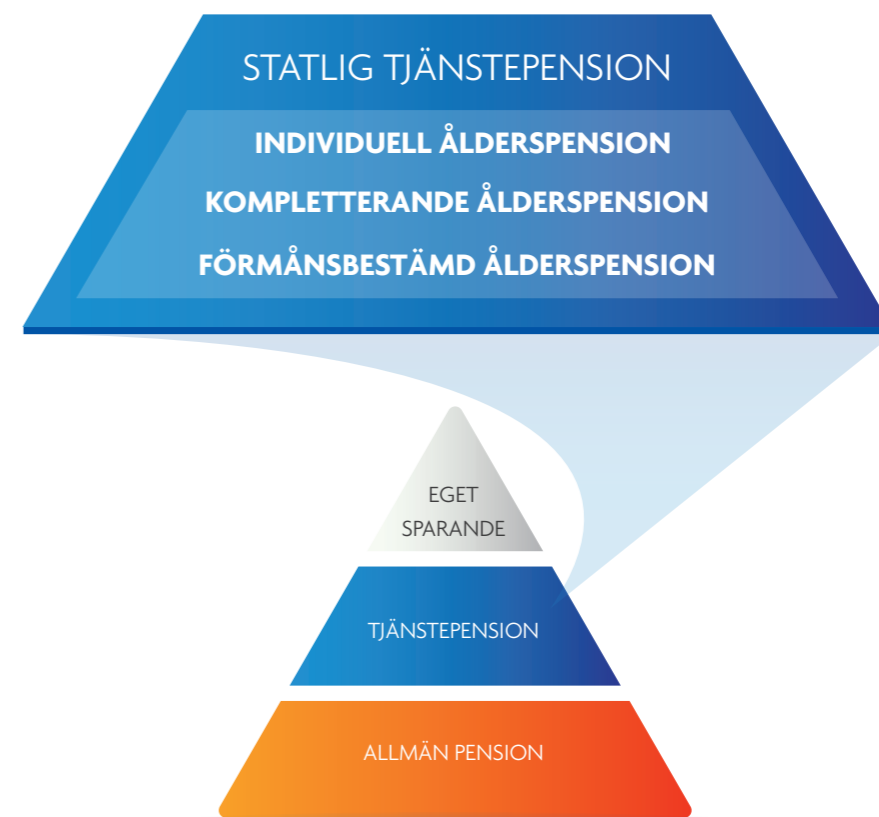 STATLIG TJÄNSTEPENSION
INDIVIDUELL ÅLDERSPENSION
KOMPLETTERANDE ÅLDERSPENSION
FÖRMÅNSBESTÄMD ÅLDERSPENSION
EGET
SPARANDE
TJÄNSTEPENSION
ALLMÄN PENSION